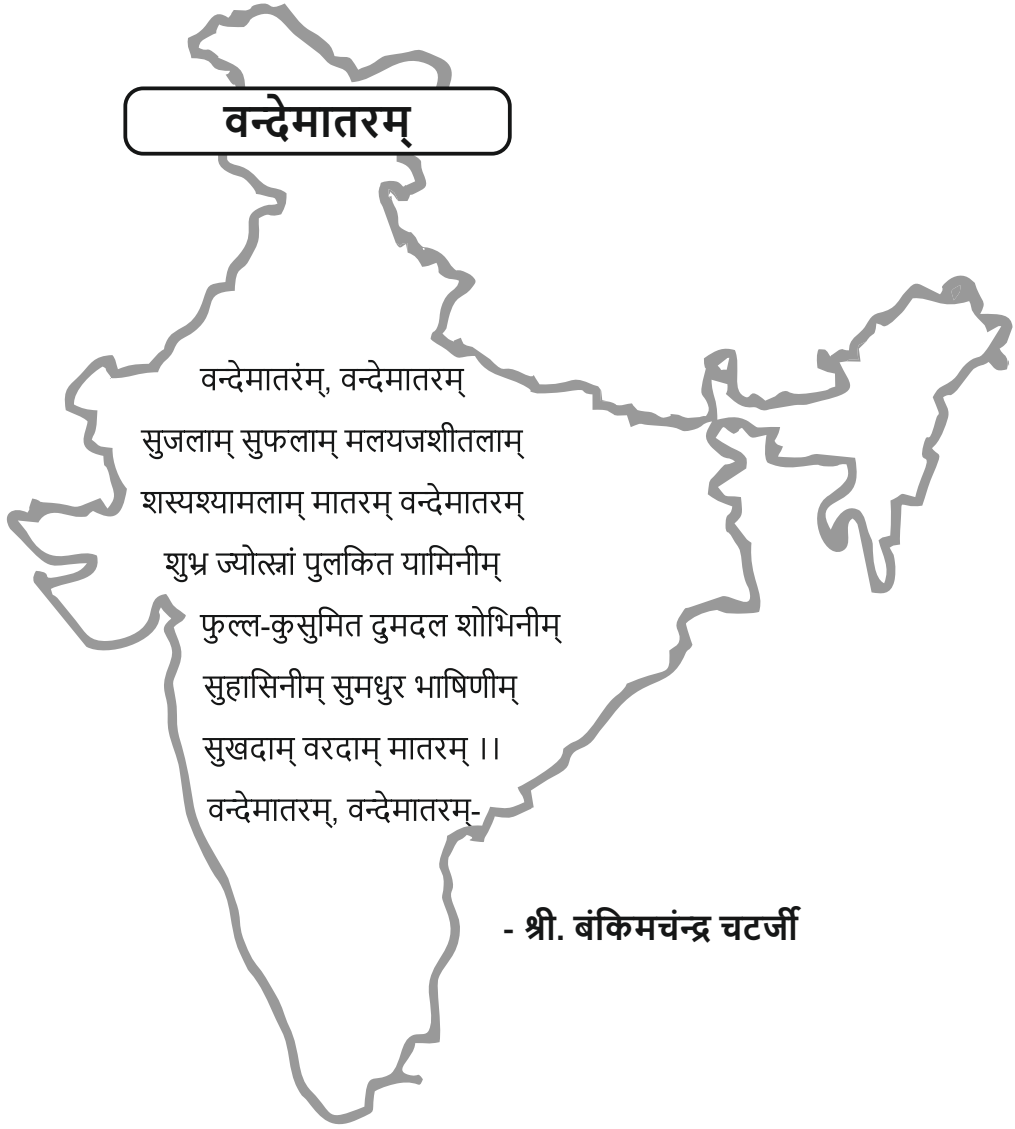 वन्देमातरम्
वन्देमातरंम्, वन्देमातरम्
सुजलाम् सुफलाम् मलयजशीतलाम्
शस्यश्यामलाम् मातरम् वन्देमातरम्
शुभ्र ज्योत्स्नां पुलकित यामिनीम्
फुल्ल-कुसुमित दुमदल शोभिनीम्
सुहासिनीम् सुमधुर भाषिणीम्
सुखदाम् वरदाम् मातरम् ।।
वन्देमातरम्, वन्देमातरम्-
- श्री. बंकिमचंन्द्र चटर्जी